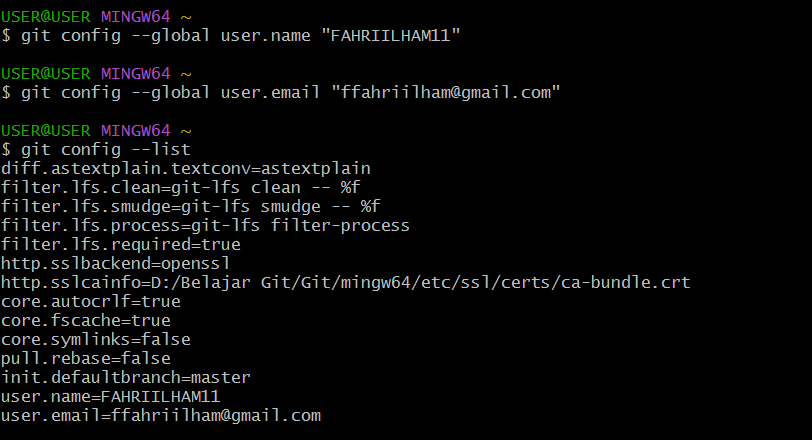 USER@USER MINGW64 ~
$ git config --global user.name "FAHRIILHAM11"
USER@USER MINGW64 ~
$ git config --global user.email "ffahriilham@gmail.com"
USER@USER MINGW64 ~
$ git config --list
diff.astextplain.textconv=astextplain
filter.lfs.clean=git-lfs clean -- %f
filter.lfs.smudge=git-lfs smudge -- %f
filter.lfs.process=git-lfs filter-process
filter.lfs.required=true
http.sslbackend=openssl
http.sslcainfo=D:/Belajar Git/Git/mingw64/etc/ssl/certs/ca-bundle.crt
core.autocrlf=true
core.fscache=true
core.symlinks=false
pull.rebase=false
init.defaultbranch=master
user.name=FAHRIILHAM11
user.email=ffahriilham@gmail.com